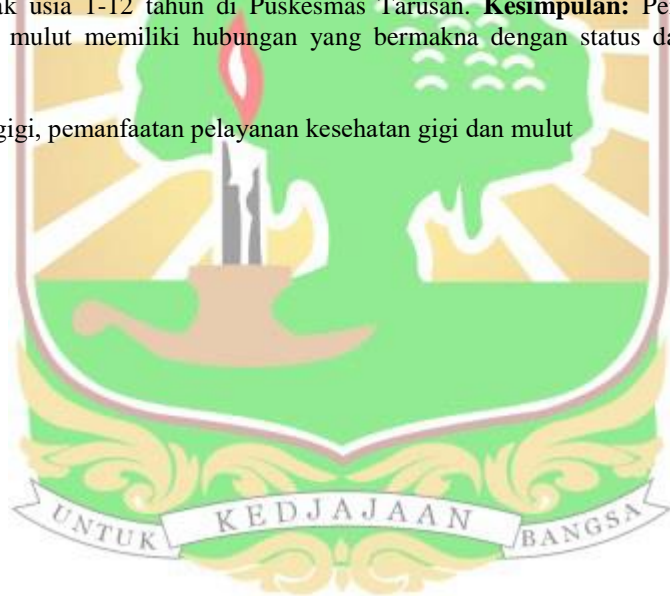 ak usia 1-12 tahun di Puskesmas Tarusan. Kesimpulan: Pe
mulut memiliki hubungan yang bermakna dengan status da
gigi, pemanfaatan pelayanan kesehatan gigi dan mulut
UNTUK KEDJAJAAN BANGSA